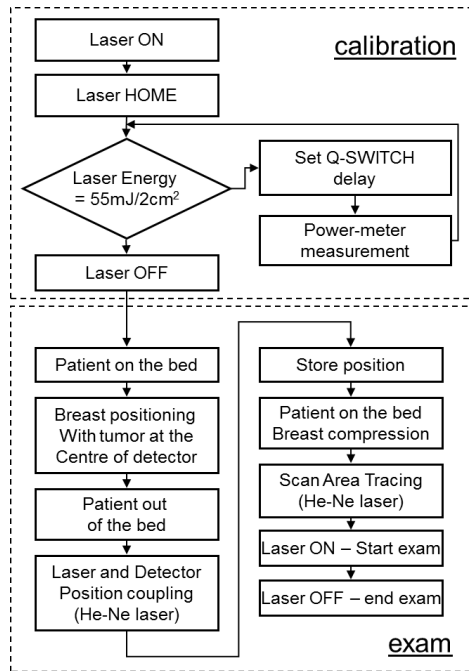 calibration
Laser ON
Laser HOME
Laser Energy
= 55mJ/2cm²
Set Q-SWITCH
delay
Power-meter
measurement
Laser OFF
Patient on the bed
Breast positioning
With tumor at the
Centre of detector
Patient out
of the bed
Laser and Detector
Position coupling
(He-Ne laser)
Store position
Patient on the bed
Breast compression
Scan Area Tracing
(He-Ne laser)
Laser ON – Start exam
Laser OFF – end exam
exam